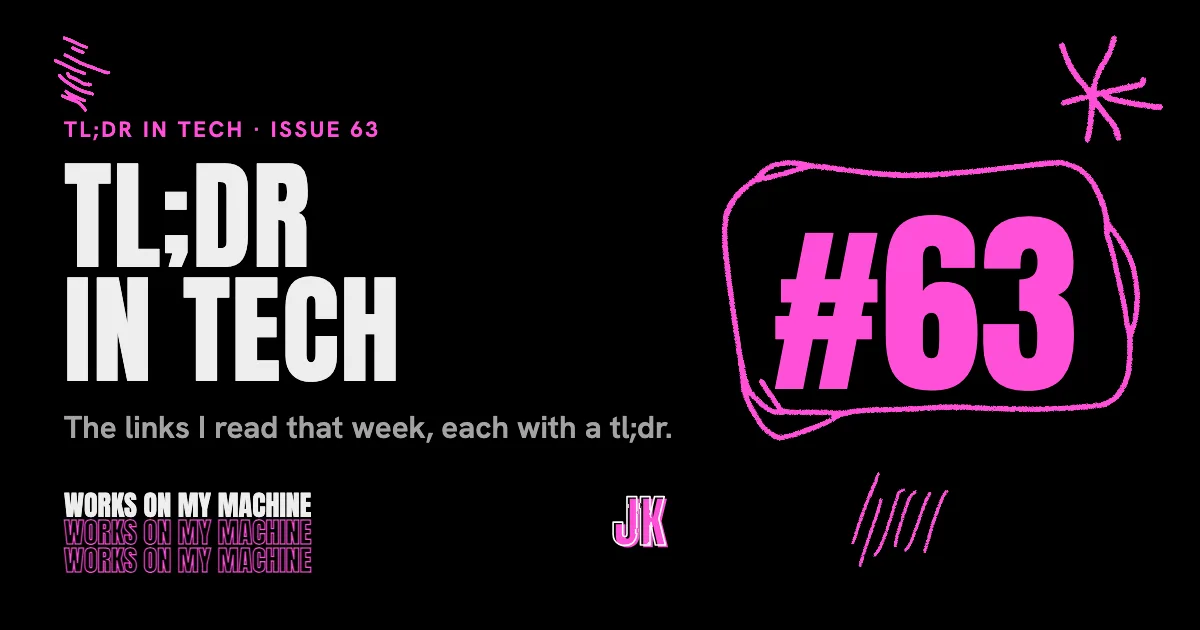 TL;DR IN TECH · ISSUE 63
TL;DR
IN TECH
The links I read that week, each with a tl;dr.
#63
WORKS ON MY MACHINE
WORKS ON MY MACHINE
WORKS ON MY MACHINE
JK